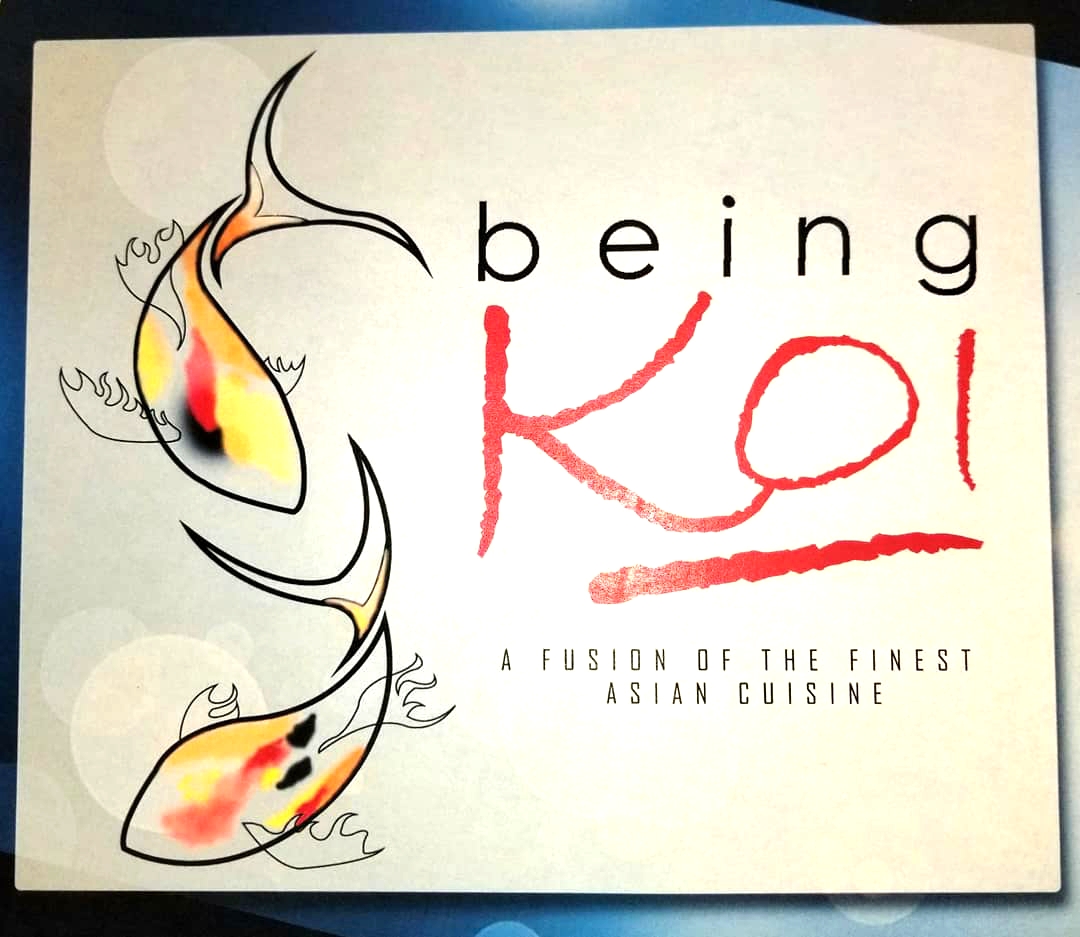 being
KOI
A FUSION OF THE FINEST
ASIAN CUISINE